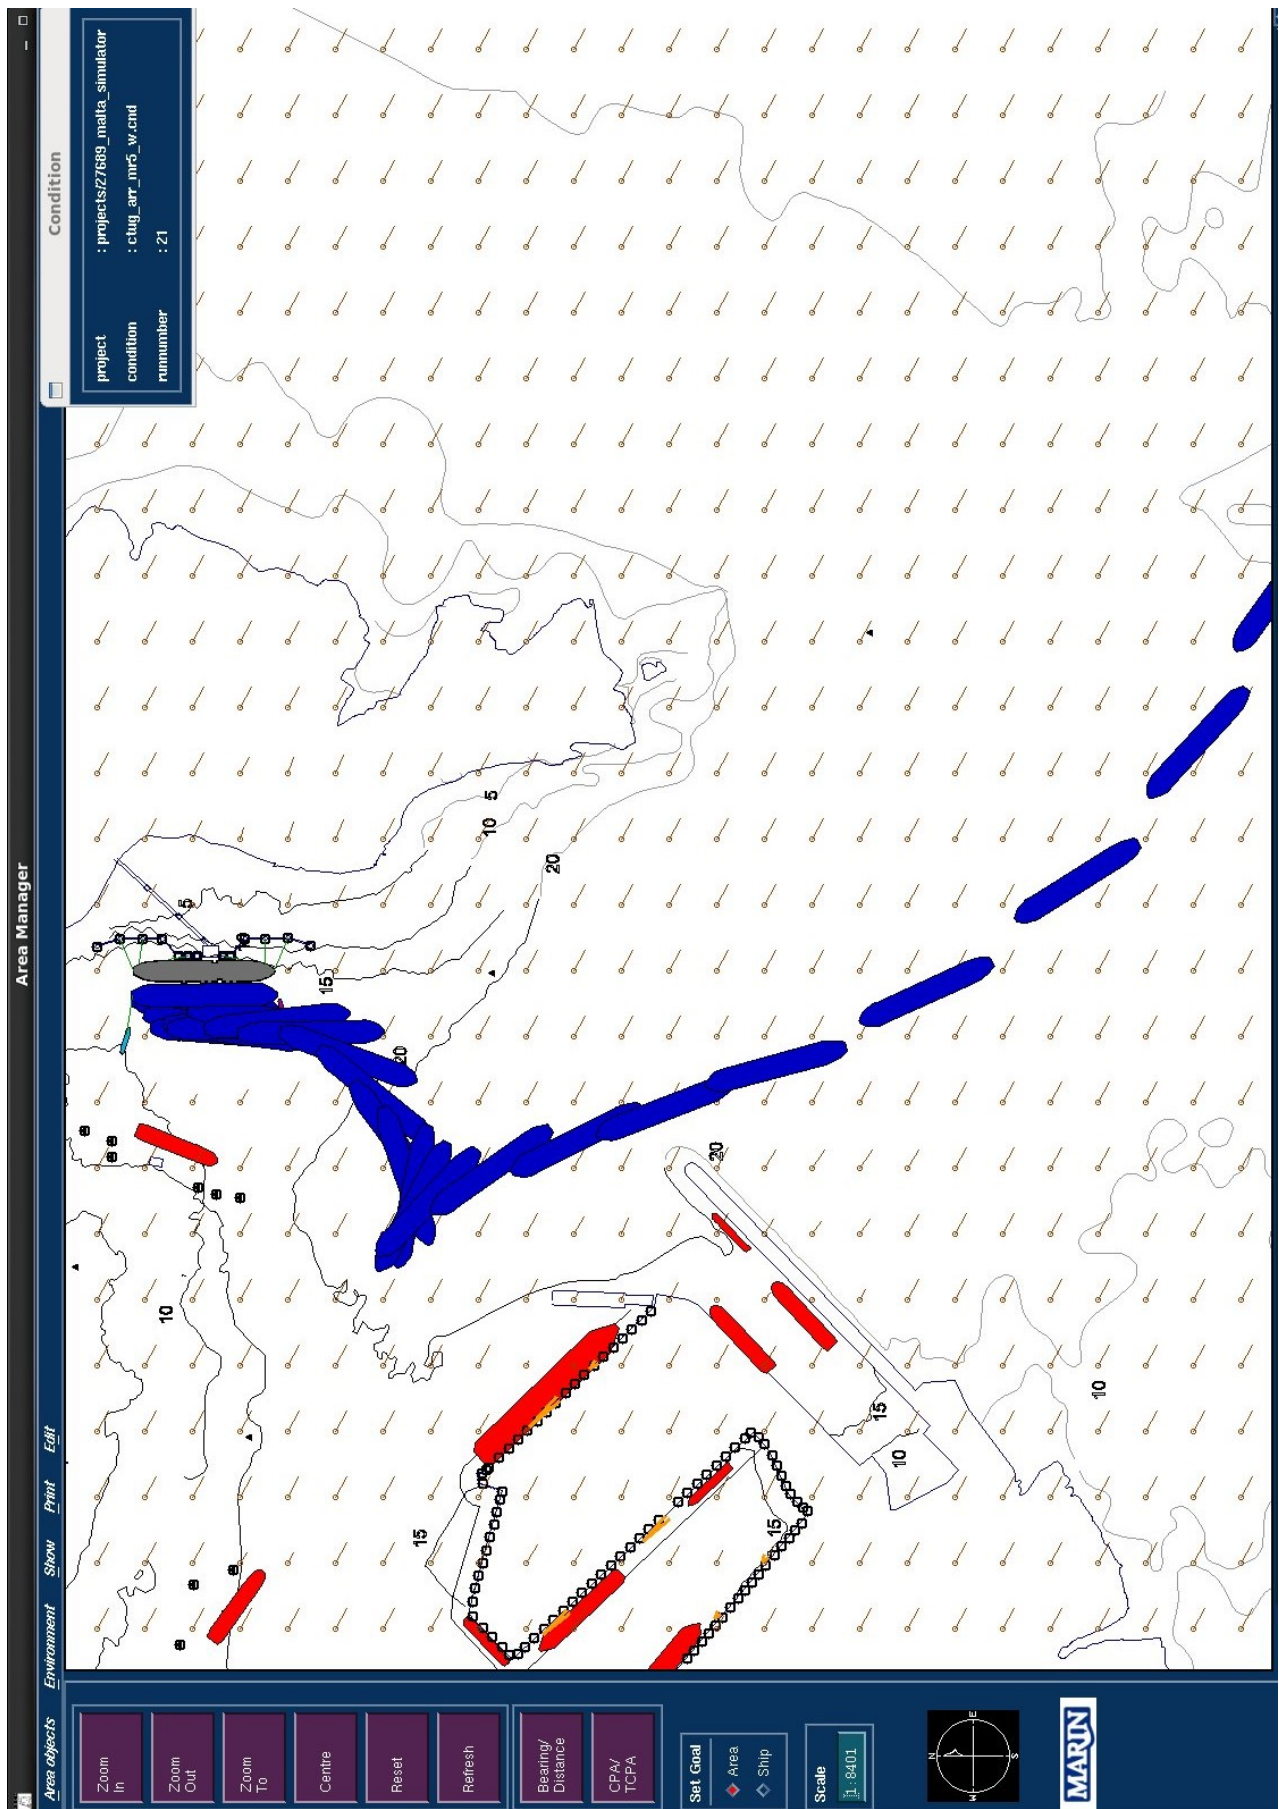 Area Manager
Area objects Environment Show Print Edit
Condition
project : projects/27689_malta_simulator
condition : ctug_arr_mr5_w.cnd
runnumber : 21
Zoom
In
Zoom
Out
Zoom
To
Centre
Reset
Refresh
Bearing/
Distance
CPA/
TCPA
Set Goal
Area
Ship
Scale
1 : 8401
N
W
E
S
MARIN
5
15
20
10
5
10
20
20
10
15
15
15
10
10